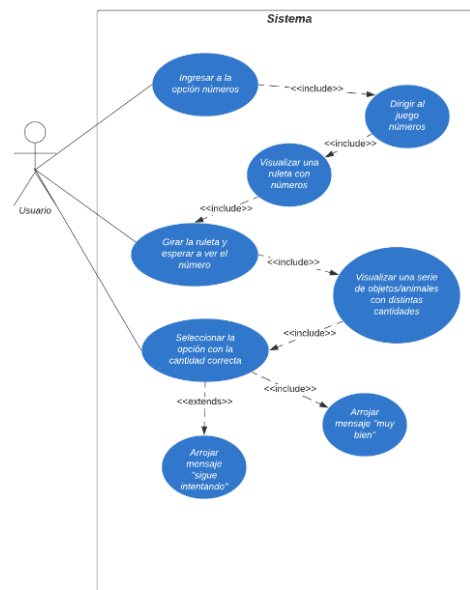 Sistema
Ingresar a la
opción números
<<include>>
Dirigir al
juego
números
<<include>>
Visualizar una
ruleta con
números
Usuario
<<include>>
Girar la ruleta y
esperar a ver el
número
<<include>>
Visualizar una serie
de objetos/animales
con distintas
cantidades
<<include>>
Seleccionar la
opción con la
cantidad correcta
<<include>>
<<extends>>
Arrojar
mensaje "muy
bien"
Arrojar
mensaje
"sigue
intentando"